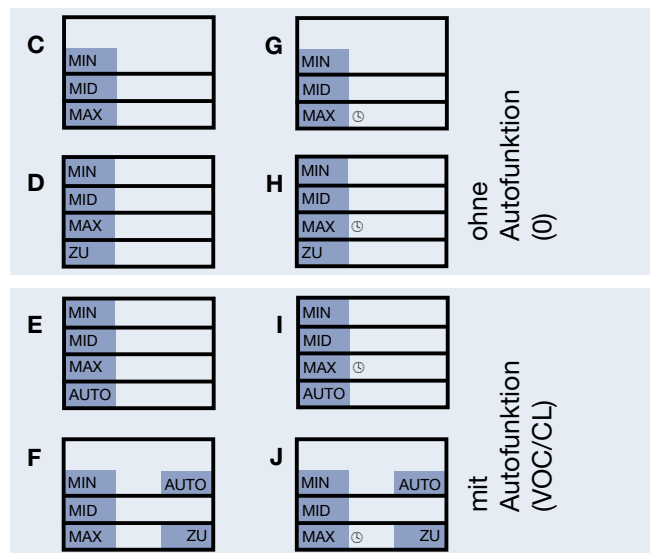 C
MIN
MID
MAX
G
MIN
MID
MAX
D
MIN
MID
MAX
ZU
H
MIN
MID
MAX
ZU
ohne
Autofunktion
(0)
E
MIN
MID
MAX
AUTO
I
MIN
MID
MAX
AUTO
F
MIN AUTO
MID
MAX ZU
J
MIN AUTO
MID
MAX ZU
mit
Autofunktion
(VOC/CL)